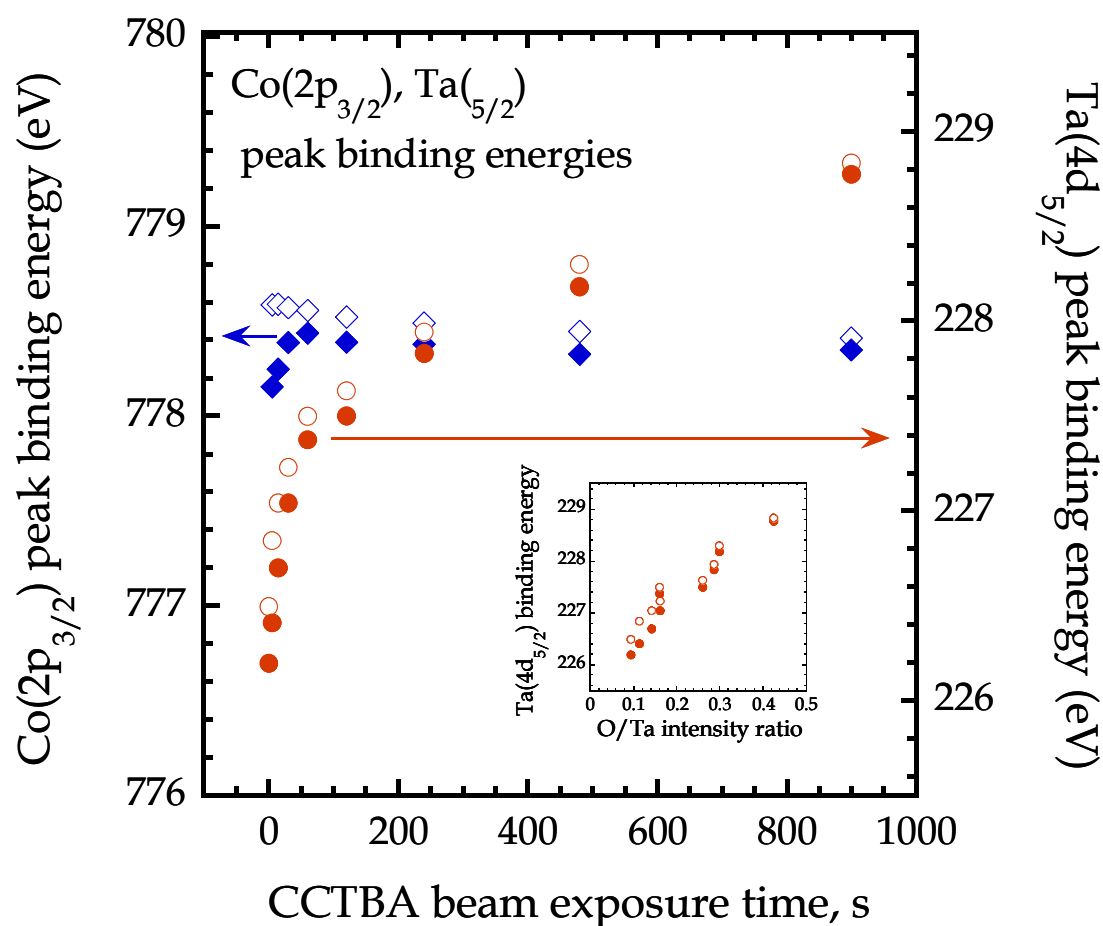 Co(2p3/2), Ta(5/2)
peak binding energies
Co(2p3/2) peak binding energy (eV)
780
779
778
777
776
Ta(4d5/2) peak binding energy (eV)
229
228
227
226
0 200 400 600 800 1000
CCTBA beam exposure time, s
Ta(4d5/2) binding energy
229
228
227
226
0 0.1 0.2 0.3 0.4 0.5
O/Ta intensity ratio